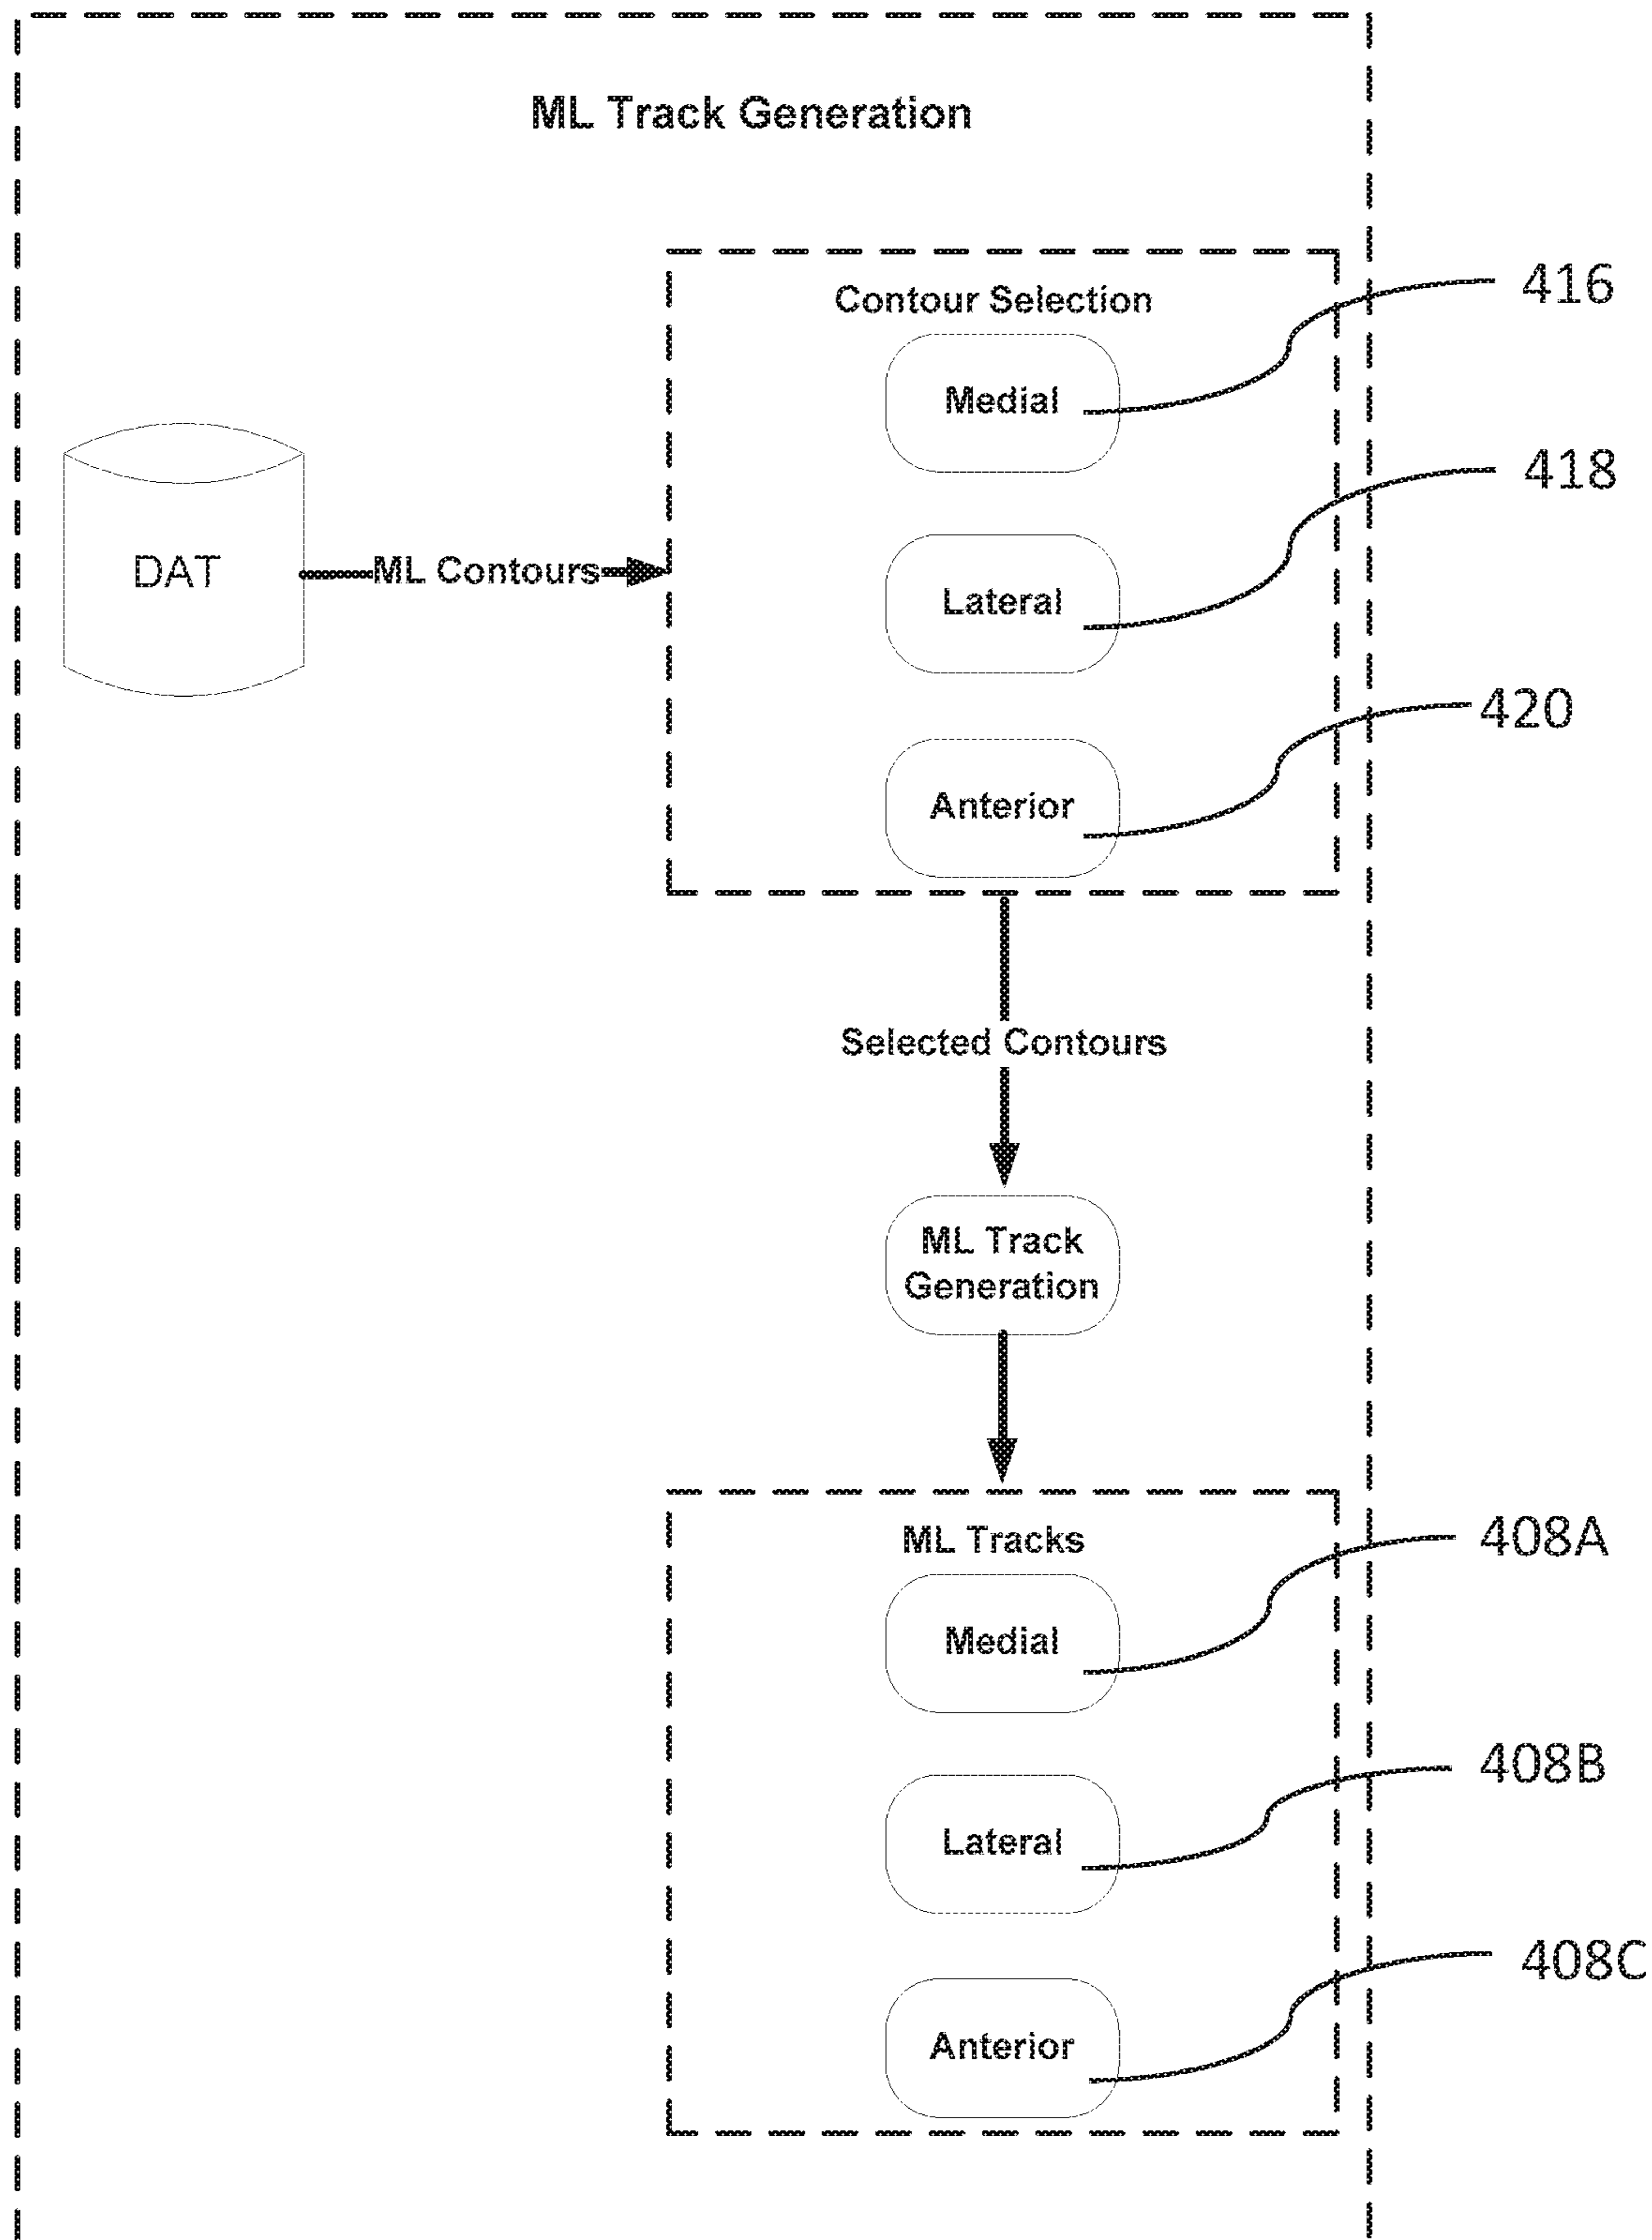 ML Track Generation
Contour Selection
416
Medial
418
DAT
ML Contours
Lateral
420
Anterior
Selected Contours
ML Track
Generation
ML Tracks
408A
Medial
408B
Lateral
408C
Anterior